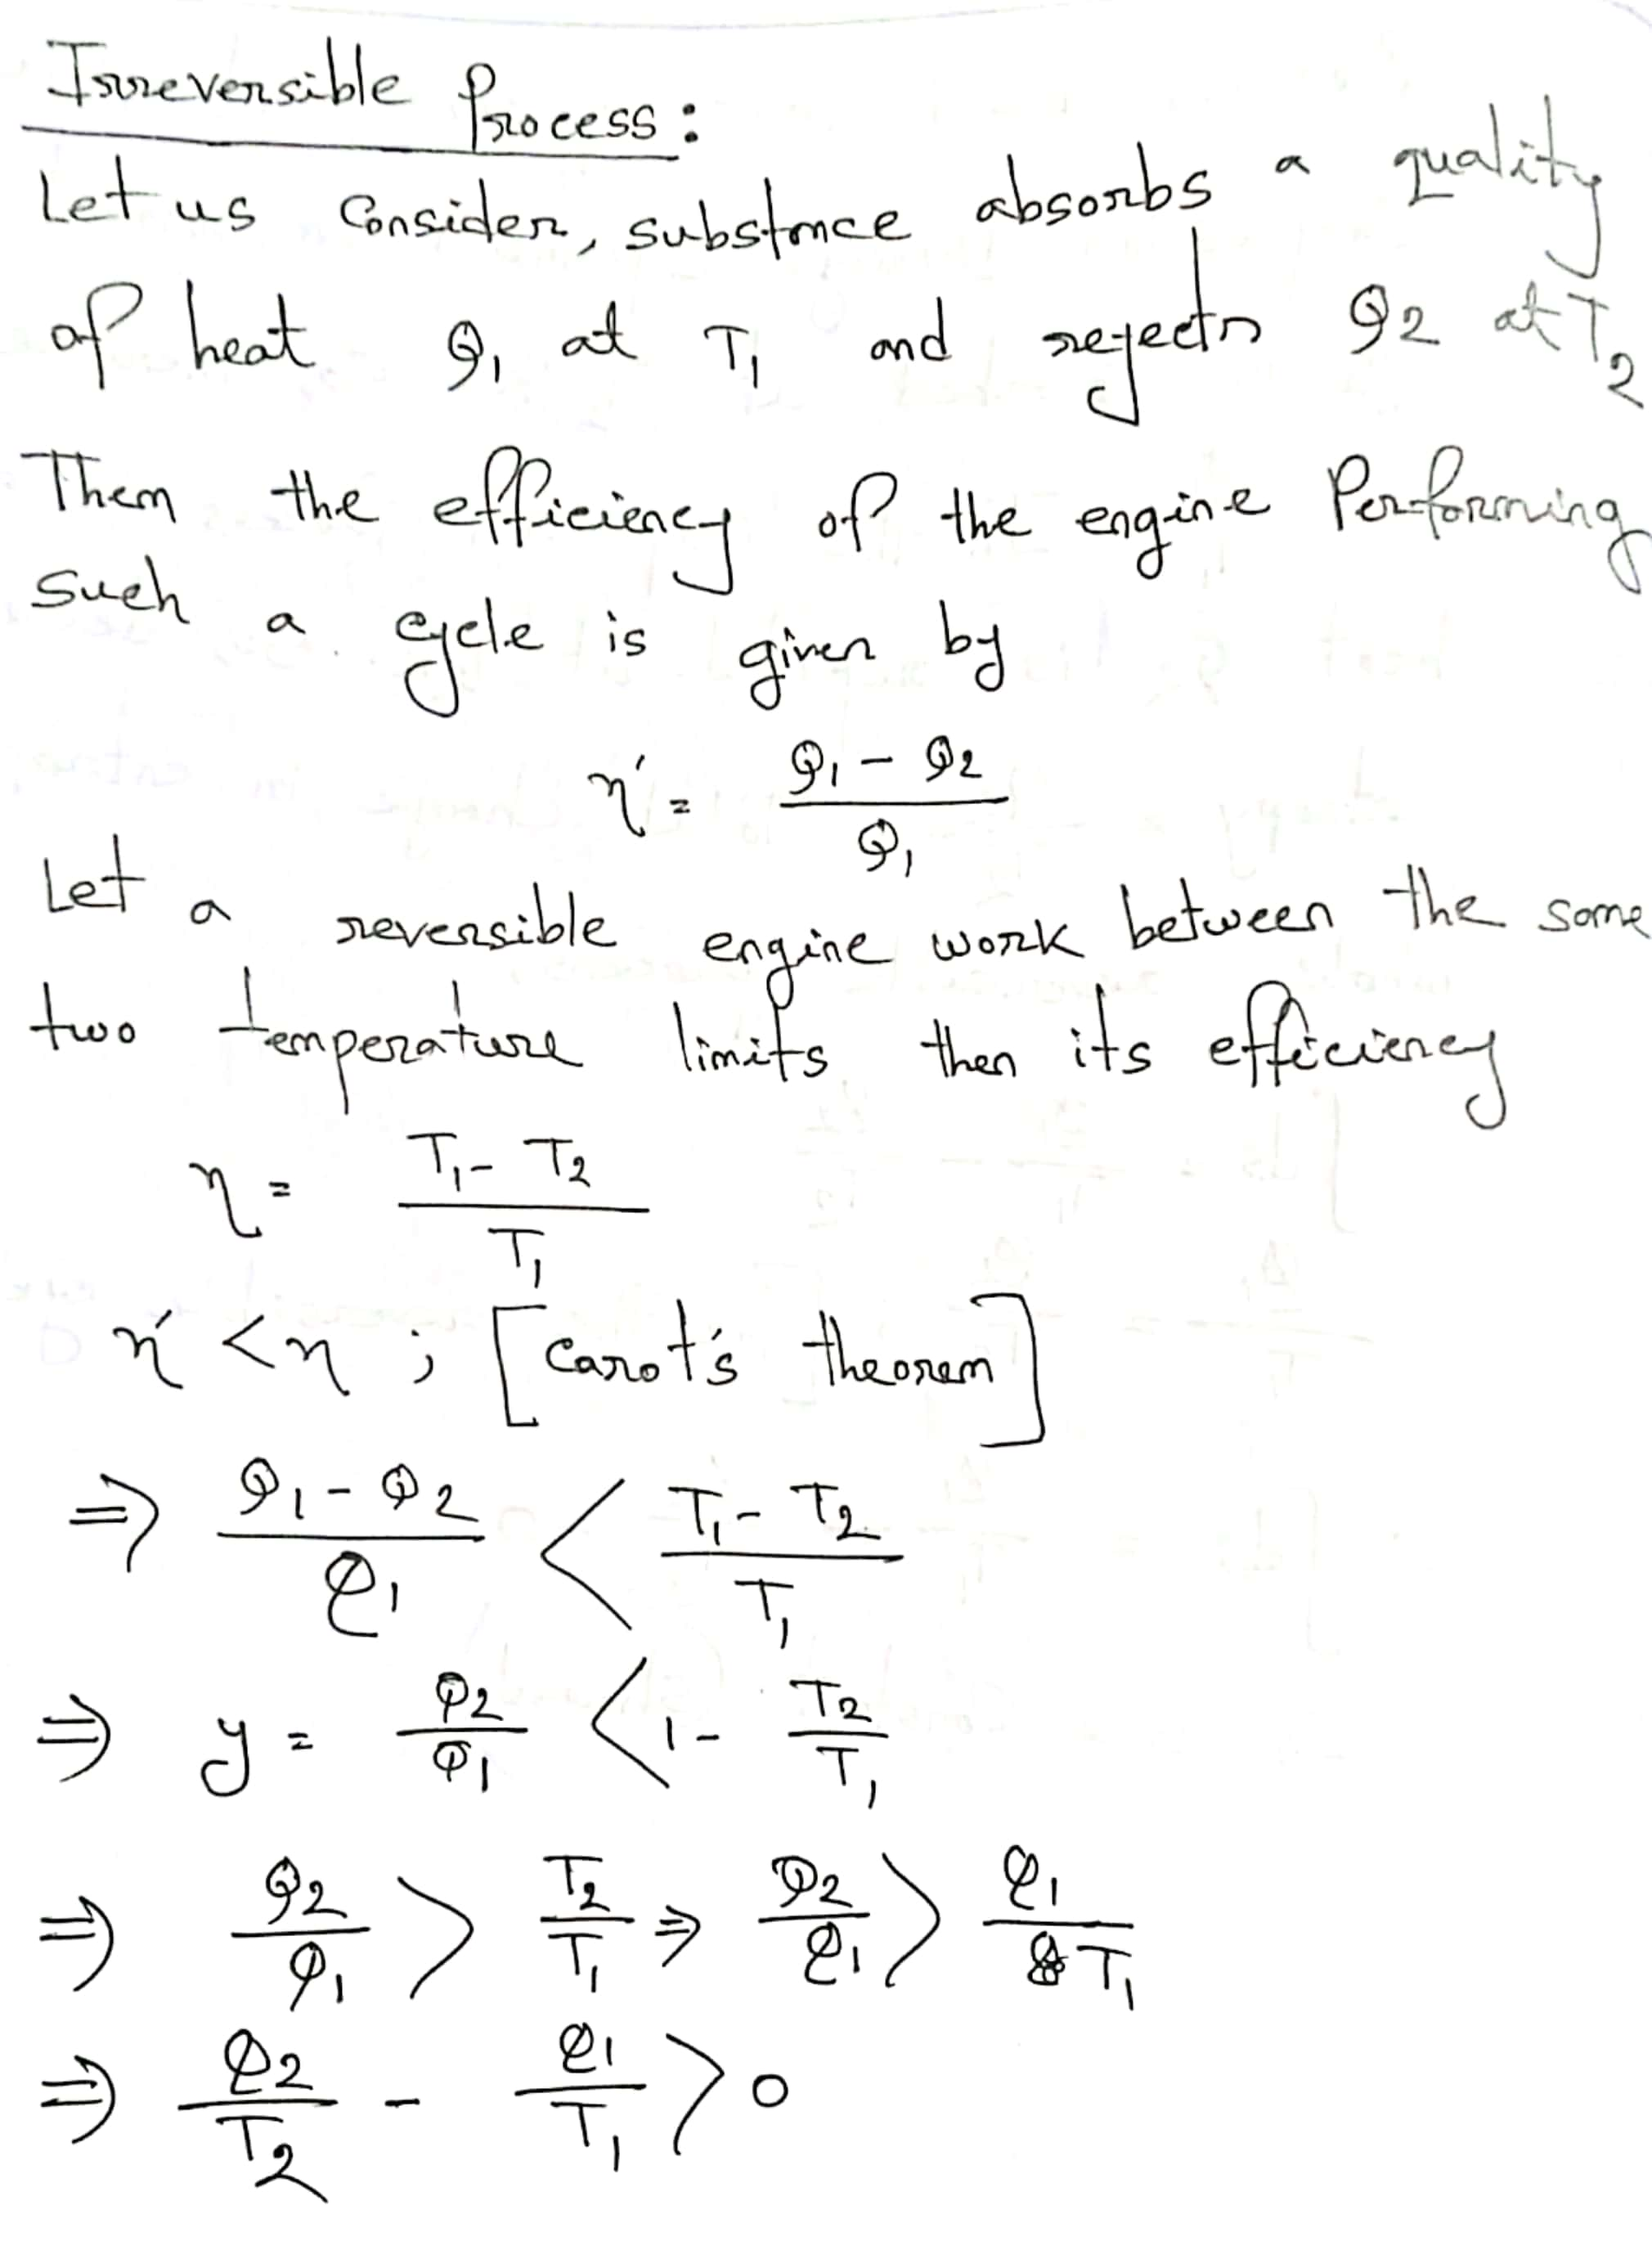 Irreversible Process:
Let us Consider, substance absorbs a quality
of heat Q₁ at T₁ and rejects Q2 at T₂
Them the efficiency of the engine Performing
such a cycle is given by
η′ = (Q₁ - Q₂) / Q₁
Let a reversible engine work between the same
two temperature limits then its efficiency
η = (T₁ - T₂) / T₁
η′ < η ; [carot's theorem]
⇒ (Q₁ - Q₂) / Q₁ < (T₁ - T₂) / T₁
⇒ y = Q₂/Q₁ < 1 - T₂/T₁
⇒ Q₂/Q₁ > T₂/T₁ ⇒ Q₂/Q₁ > Q₁/T₁
⇒ Q₂/T₂ - Q₁/T₁ > 0